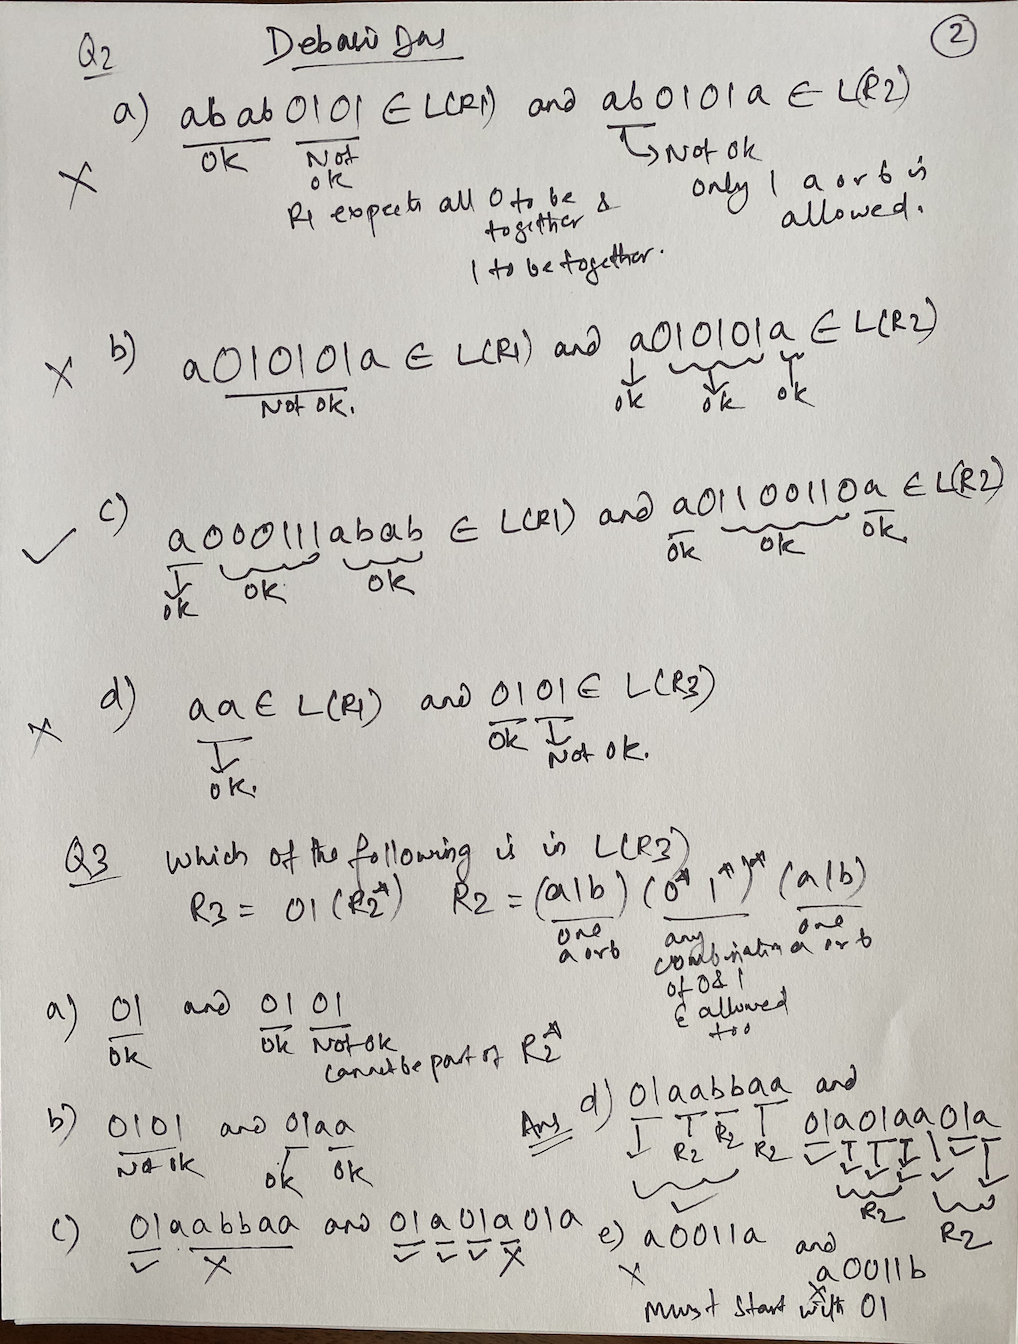 Q2 Debasis Das 2
a) abab0101 ∈ L(R1) and ab0101a ∈ L(R2)
X ok Not ok → Not ok
only 1 a or b is allowed.
R1 expects all 0 to be together &
1 to be together.
X b) a010101a ∈ L(R1) and a010101a ∈ L(R2)
Not ok. ok ok ok
✓ c) a000111abab ∈ L(R1) and a01100110a ∈ L(R2)
ok ok ok ok ok ok.
X d) aa ∈ L(R1) and 0101 ∈ L(R3)
ok. ok Not ok.
Q3 Which of the following is in L(R3)
R3 = 01(R2*) R2 = (a|b) (0* 1*)* (a|b)
one a or b any combination of 0 & 1 ε allowed too one a or b
a) 01 and 01 01
ok ok Not ok
cannot be part of R2*
b) 0101 and 01aa
Not ok ok ok
c) 01aabbaa and 01a01a01a
✓ X ✓ ✓ ✓ X
Ans d) 01aabbaa and
R2 R2 R2
✓
01a01aa01a
R2 R2
e) a0011a and
a0011b
X X
must start with 01